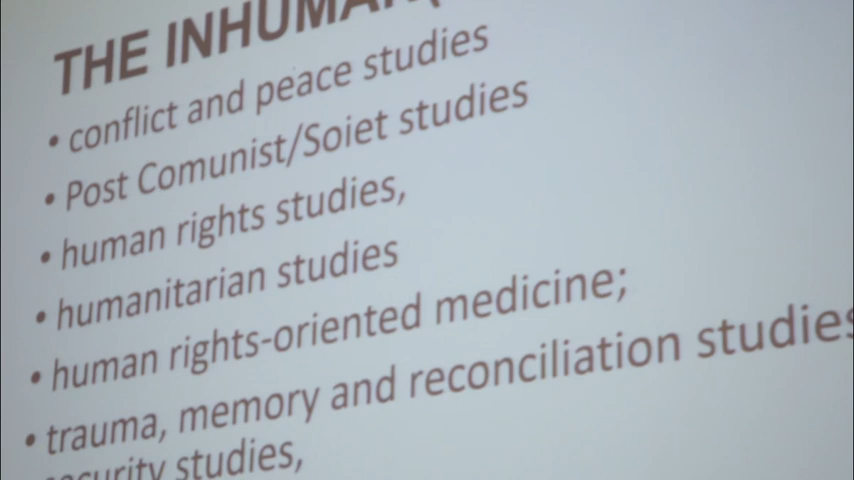 THE INHUMAN
• conflict and peace studies
• Post Comunist/Soiet studies
• human rights studies,
• humanitarian studies
• human rights-oriented medicine;
• trauma, memory and reconciliation studies
security studies,